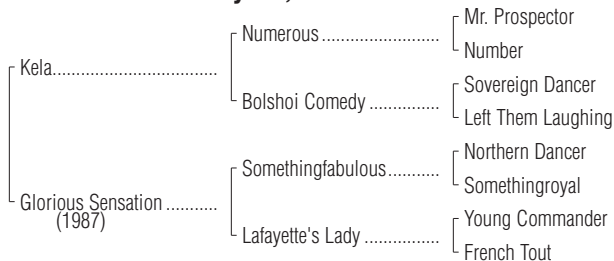 Mr. Prospector
Numerous ......................
Number
Kela..................................
Sovereign Dancer
Bolshoi Comedy .............
Left Them Laughing
Northern Dancer
Somethingfabulous..........
Somethingroyal
Glorious Sensation ..........
(1987)
Young Commander
Lafayette's Lady ..............
French Tout